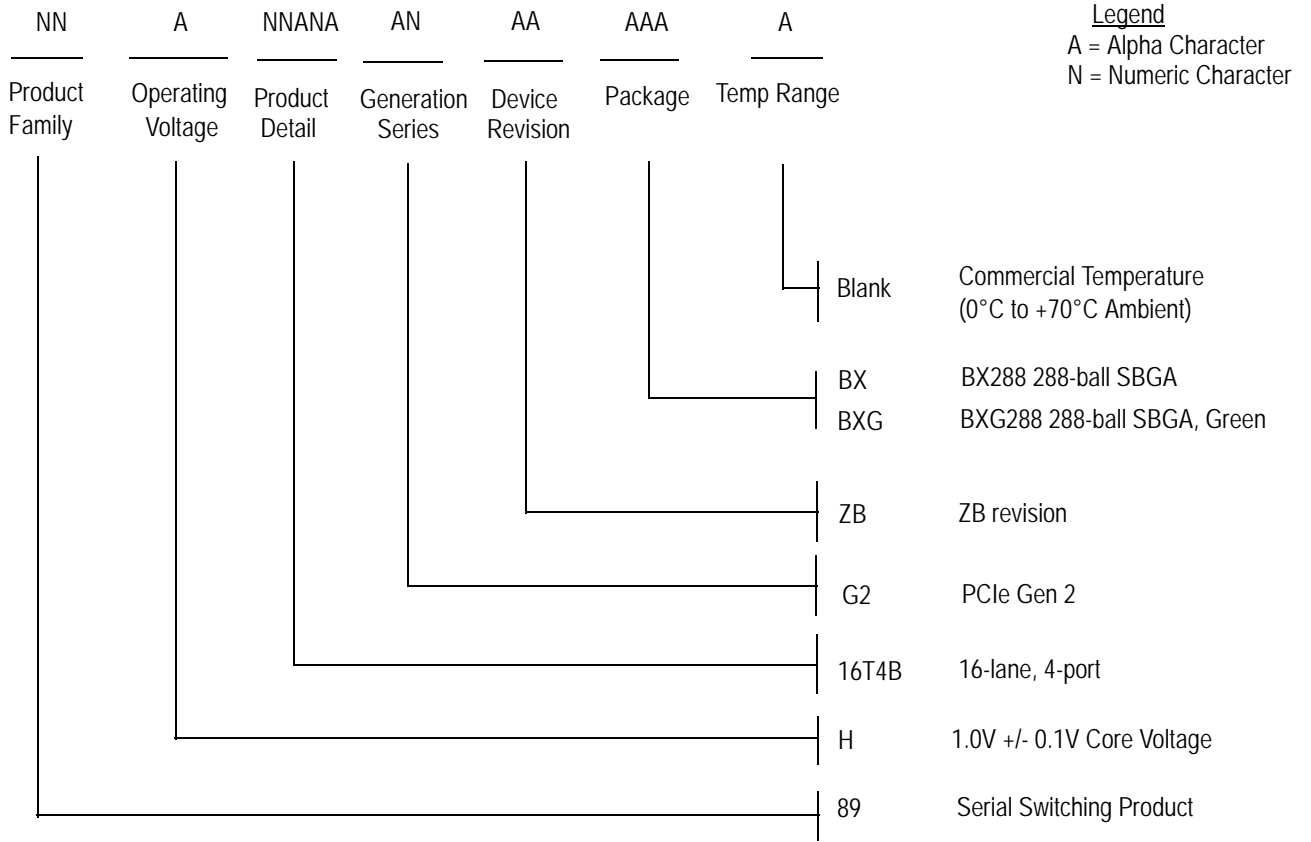 NN A NNANA AN AA AAA A
Legend
A = Alpha Character
N = Numeric Character
Product Family
Operating Voltage
Product Detail
Generation Series
Device Revision
Package
Temp Range
Blank Commercial Temperature
(0°C to +70°C Ambient)
BX BX288 288-ball SBGA
BXG BXG288 288-ball SBGA, Green
ZB ZB revision
G2 PCIe Gen 2
16T4B 16-lane, 4-port
H 1.0V +/- 0.1V Core Voltage
89 Serial Switching Product